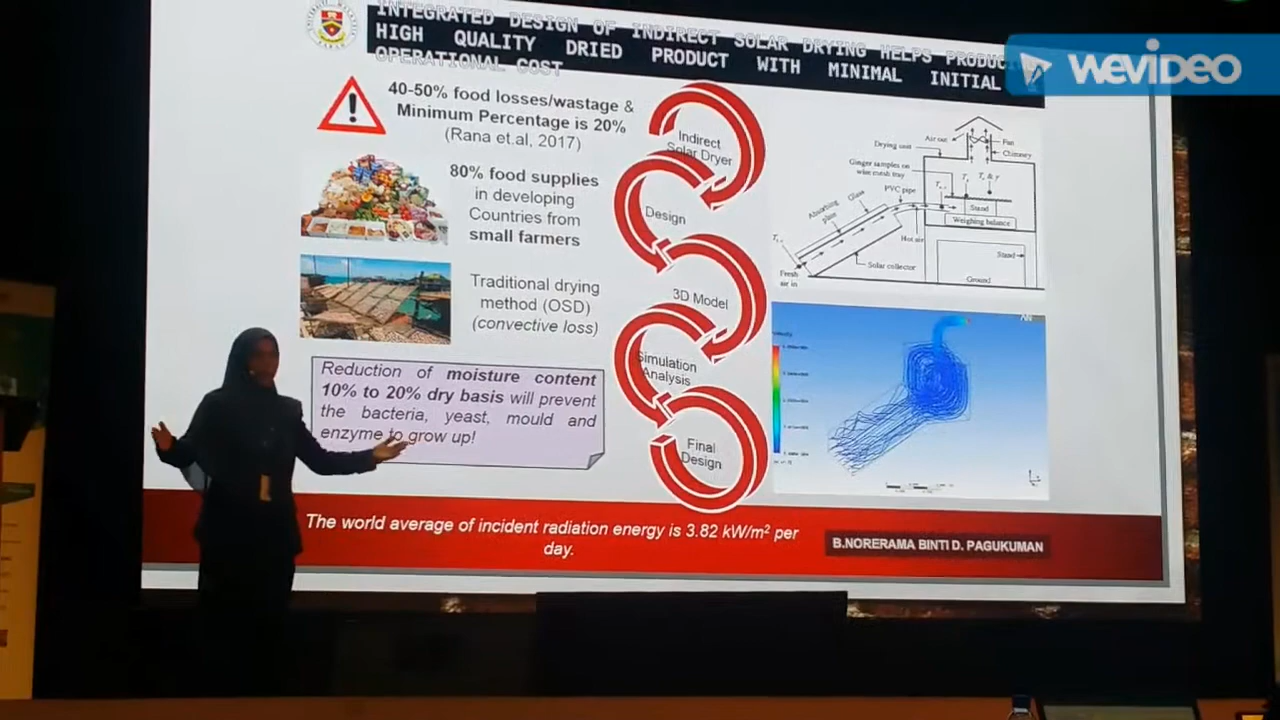 INTEGRATED DESIGN OF INDIRECT SOLAR DRYING HELPS
HIGH QUALITY DRIED PRODUCT WITH MINIMAL INITIAL
OPERATIONAL COST
wevideo
40-50% food losses/wastage &
Minimum Percentage is 20%
(Rana et.al, 2017)
80% food supplies
in developing
Countries from
small farmers
Traditional drying
method (OSD)
(convective loss)
Reduction of moisture content
10% to 20% dry basis will prevent
the bacteria, yeast, mould and
enzyme to grow up!
Indirect
Solar Dryer
Design
3D Model
Simulation
Analysis
Final
Design
Air out
Fan
Chimney
Drying unit
Ginger samples on
wire mesh tray
PVC pipe
Glass
Absorbing
plate
Stand
Weighing balance
Hot air
Solar collector
Fresh
air in
Stand
Ground
The world average of incident radiation energy is 3.82 kW/m² per
day.
B.NORERAMA BINTI D. PAGUKUMAN